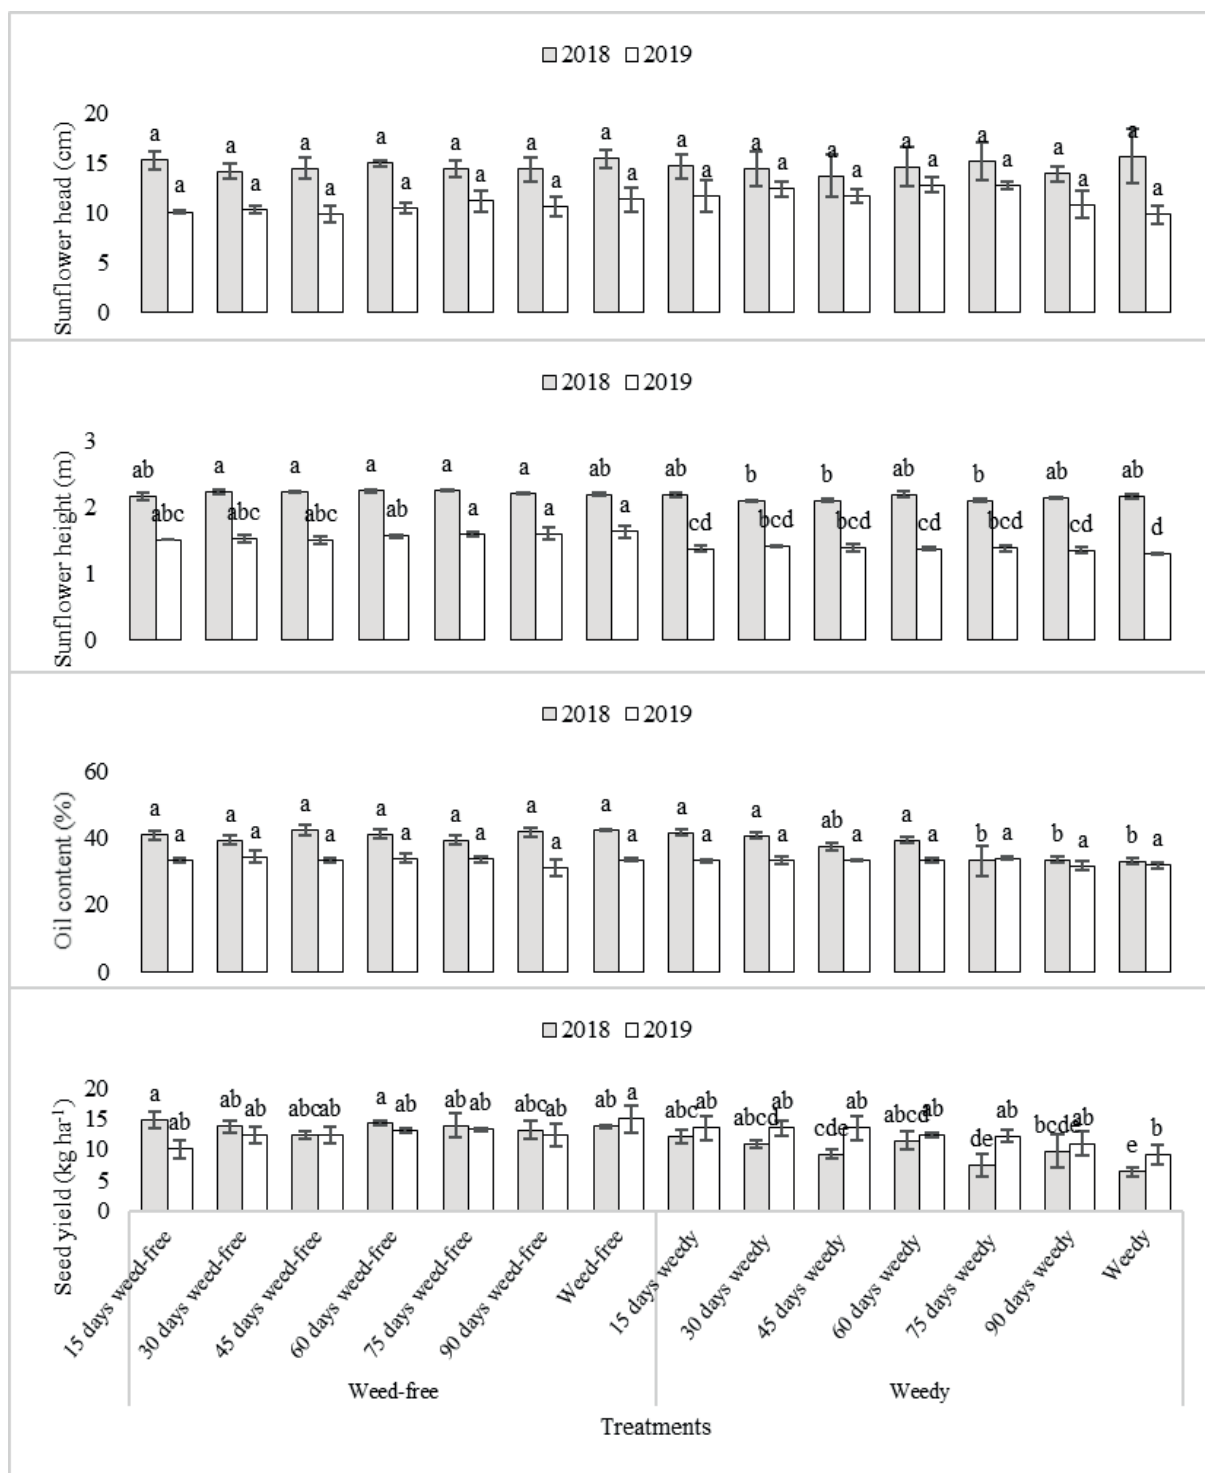 2018 2019
Sunflower head (cm)
20
15
10
5
0
a a a a a a a a a a a a a a
a a a a a a a a a a a a a a
2018 2019
Sunflower height (m)
3
2
1
0
ab a a a a a ab ab b b ab b ab ab
abc abc abc ab a a a cd bcd bcd cd bcd cd d
2018 2019
Oil content (%)
60
40
20
0
a a a a a a a a a ab a b b b
a a a a a a a a a a a a a a
2018 2019
Seed yield (kg ha⁻¹)
20
15
10
5
0
a ab abc a ab abc ab abc abcd cde abcd de bcde e
ab ab ab ab ab ab a ab ab ab ab ab ab b
15 days weed-free
30 days weed-free
45 days weed-free
60 days weed-free
75 days weed-free
90 days weed-free
Weed-free
15 days weedy
30 days weedy
45 days weedy
60 days weedy
75 days weedy
90 days weedy
Weedy
Weed-free Weedy
Treatments